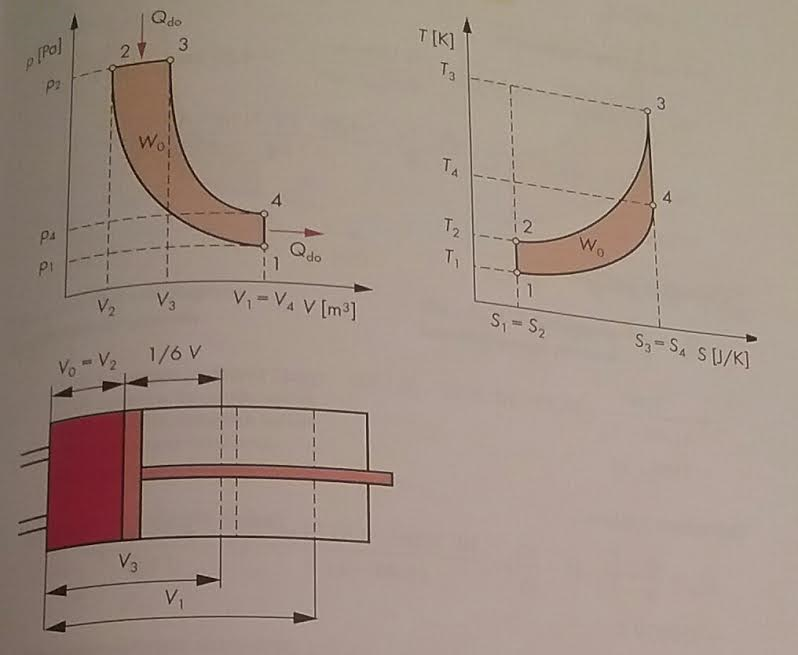 p [Pa]
Q_do
2
3
p₂
W₀
4
p₄
Q_do
p₁
1
V₂
V₃
V₁ = V₄
V [m³]
T [K]
T₃
3
T₄
4
T₂
2
W₀
T₁
1
S₁ = S₂
S₃ = S₄
S [J/K]
V₀ = V₂
1/6 V
V₃
V₁